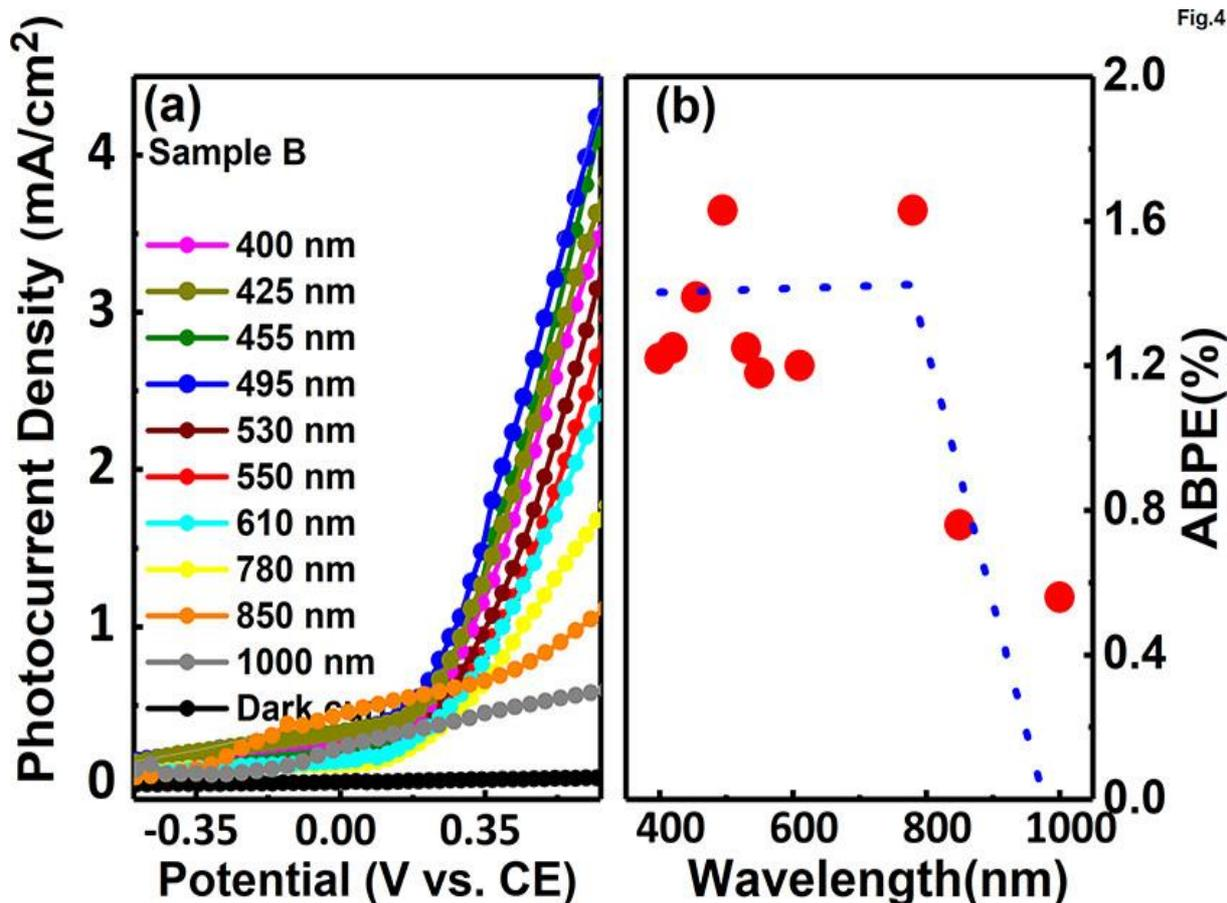 Fig.4
Photocurrent Density (mA/cm²)
4
3
2
1
0
(a)
Sample B
400 nm
425 nm
455 nm
495 nm
530 nm
550 nm
610 nm
780 nm
850 nm
1000 nm
Dark
-0.35 0.00 0.35
Potential (V vs. CE)
(b)
2.0
1.6
1.2
0.8
0.4
0.0
ABPE(%)
400 600 800 1000
Wavelength(nm)